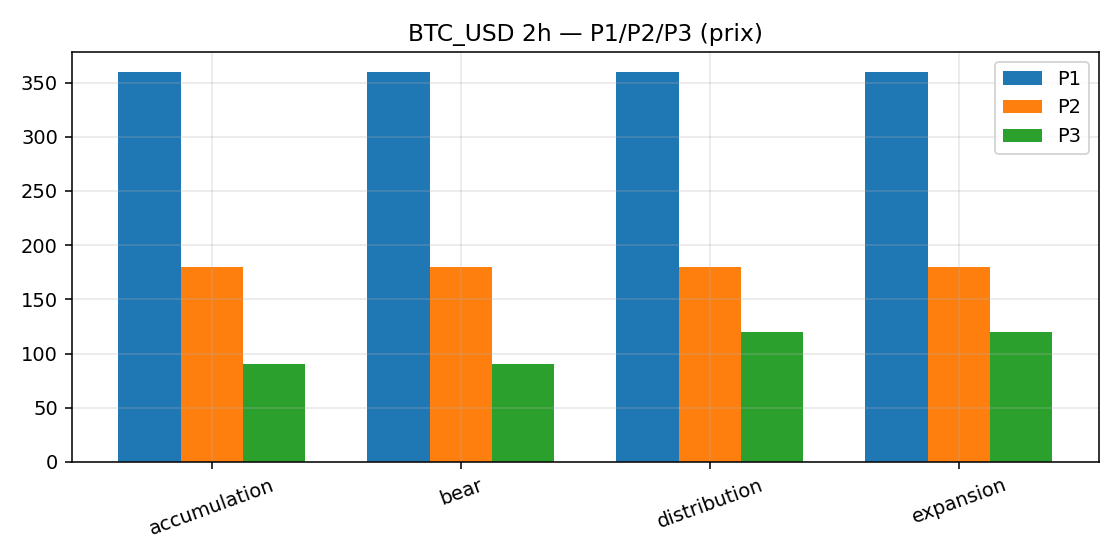 BTC_USD 2h — P1/P2/P3 (prix)
P1
P2
P3
350
300
250
200
150
100
50
0
accumulation
bear
distribution
expansion